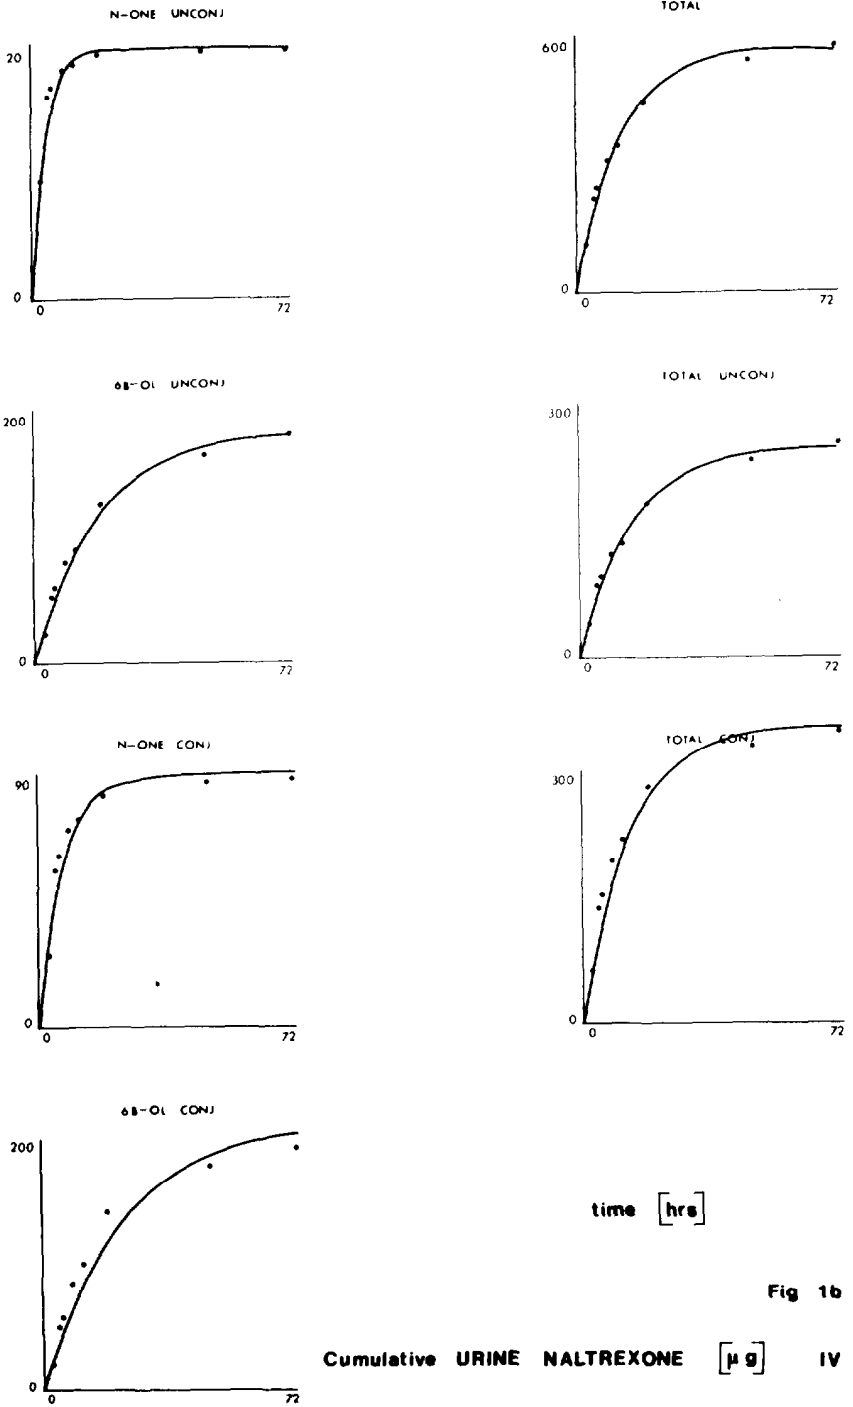 N-ONE UNCONJ
20
0
0 72
TOTAL
600
0
0 72
6B-OL UNCONJ
200
0
0 72
TOTAL UNCONJ
300
0
0 72
N-ONE CONJ
90
0
0 72
TOTAL CONJ
300
0
0 72
6B-OL CONJ
200
0
0 72
time [hrs]
Fig 1b
Cumulative URINE NALTREXONE [μg] IV